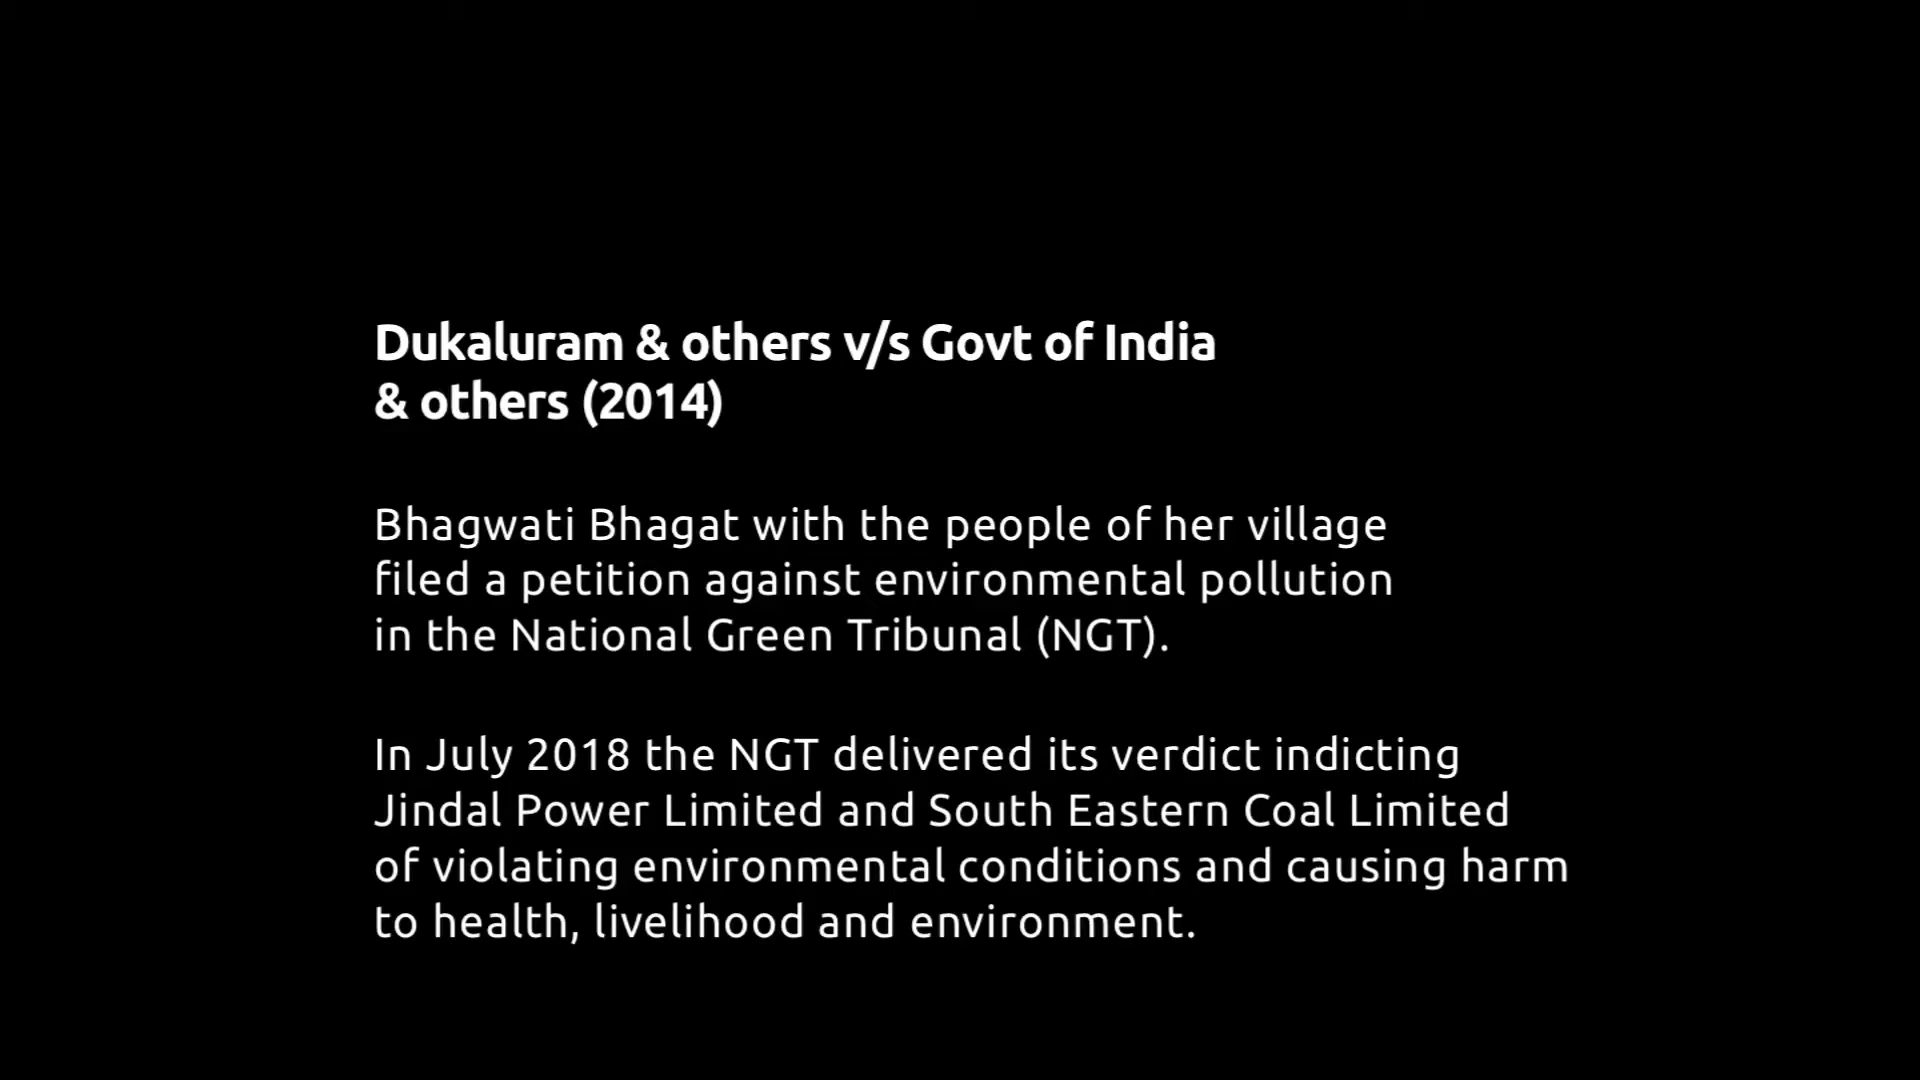 Dukaluram & others v/s Govt of India
& others (2014)
Bhagwati Bhagat with the people of her village
filed a petition against environmental pollution
in the National Green Tribunal (NGT).
In July 2018 the NGT delivered its verdict indicting
Jindal Power Limited and South Eastern Coal Limited
of violating environmental conditions and causing harm
to health, livelihood and environment.